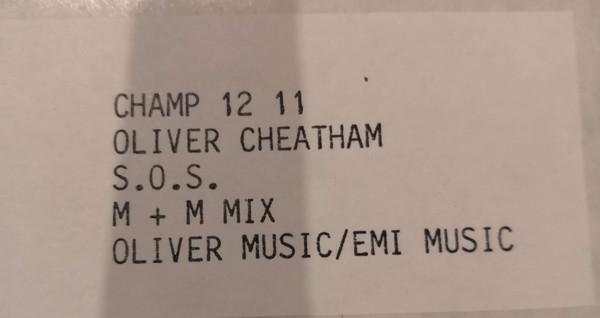 CHAMP 12 11
OLIVER CHEATHAM
S.O.S.
M + M MIX
OLIVER MUSIC/EMI MUSIC